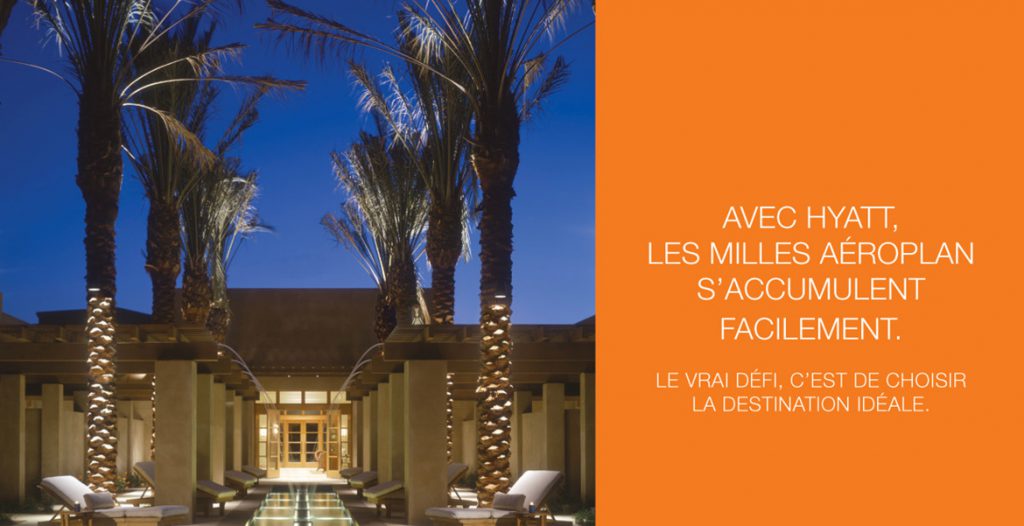 AVEC HYATT,
LES MILLES AÉROPLAN
S’ACCUMULENT
FACILEMENT.
LE VRAI DÉFI, C’EST DE CHOISIR
LA DESTINATION IDÉALE.